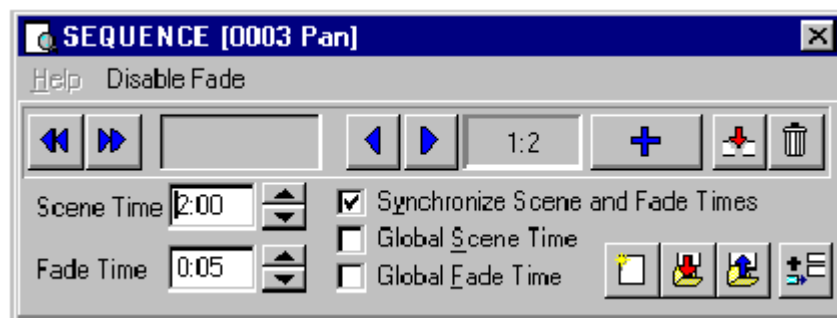 SEQUENCE [0003 Pan]
Help Disable Fade
1:2
Scene Time 2:00 Synchronize Scene and Fade Times
Global Scene Time
Fade Time 0:05 Global Fade Time